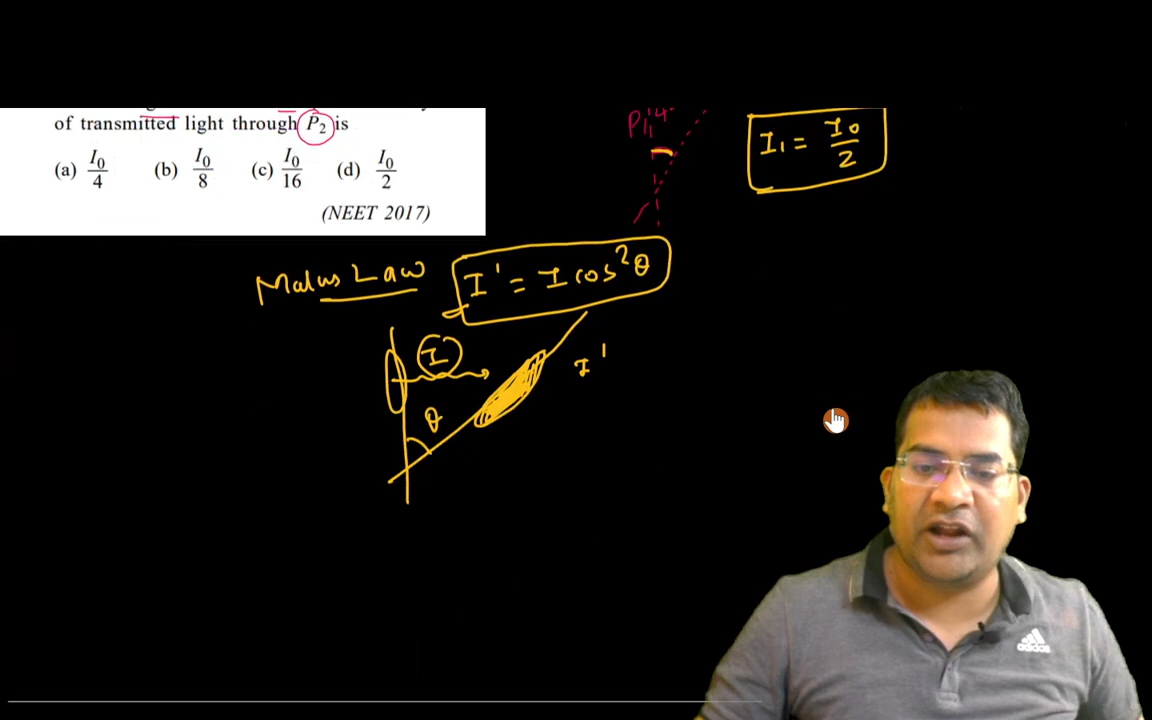 of transmitted light through P₂ is
(a) I₀/4 (b) I₀/8 (c) I₀/16 (d) I₀/2
(NEET 2017)
I₁ = I₀/2
Malus Law I' = I cos²θ
I
I'
θ
adidas